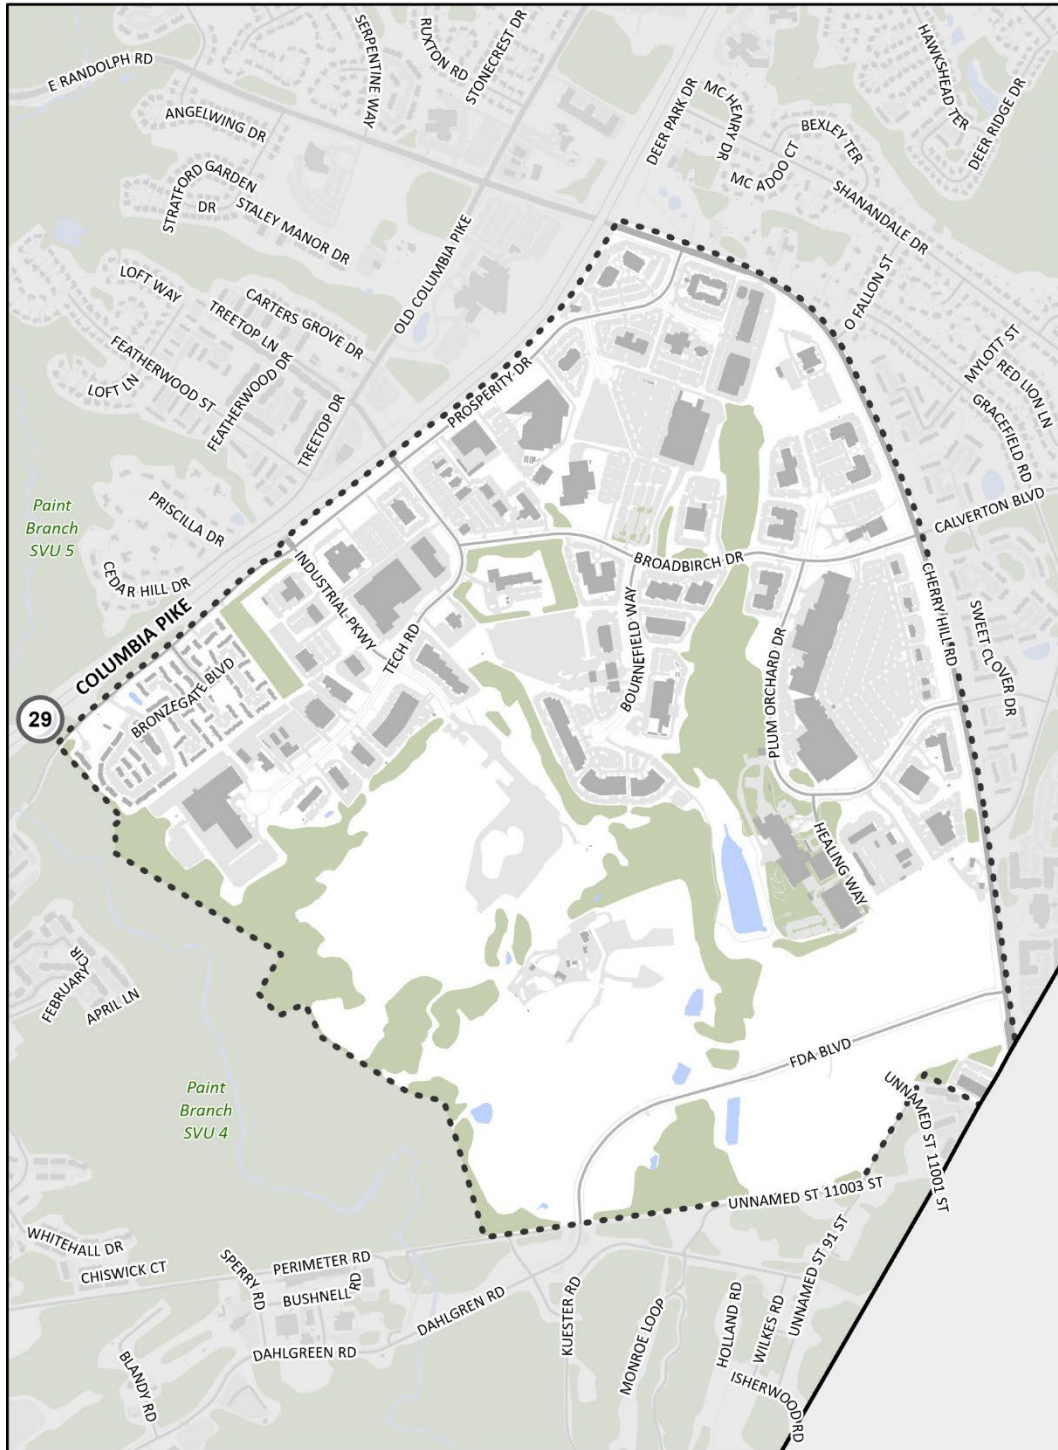 SERPENTINE WAY
RUXTON RD
STONECREST DR
HAWKSHEAD TER
DEER RIDGE DR
E RANDOLPH RD
DEER PARK DR
MC HENRY DR
BEXLEY TER
MC ADOO CT
ANGELWING DR
STRATFORD GARDEN
DR
STALEY MANOR DR
SHANANDALE DR
OLD COLUMBIA PIKE
O FALLON ST
LOFT WAY
CARTERS GROVE DR
TREETOP LN
FEATHERWOOD ST
FEATHERWOOD DR
LOFT LN
TREETOP DR
PROSPERITY DR
MYLOTT ST
RED LION LN
GRACEFIELD RD
CALVERTON BLVD
Paint
Branch
SVU 5
PRISCILLA DR
CEDAR HILL DR
COLUMBIA PIKE
29
INDUSTRIAL PKWY
TECH RD
BROADBIRCH DR
BOURNEFIELD WAY
CHERRY HILL RD
SWEET CLOVER DR
PLUM ORCHARD DR
BRONZEGATE BLVD
HEALING WAY
FEBRUARY CIR
APRIL LN
FDA BLVD
Paint
Branch
SVU 4
UNNAMED ST 11001 ST
UNNAMED ST 11003 ST
UNNAMED ST 91 ST
WHITEHALL DR
CHISWICK CT
SPERRY RD
PERIMETER RD
BUSHNELL RD
DAHLGREN RD
DAHLGREEN RD
BLANDY RD
KUESTER RD
MONROE LOOP
HOLLAND RD
WILKES RD
ISHERWOOD RD